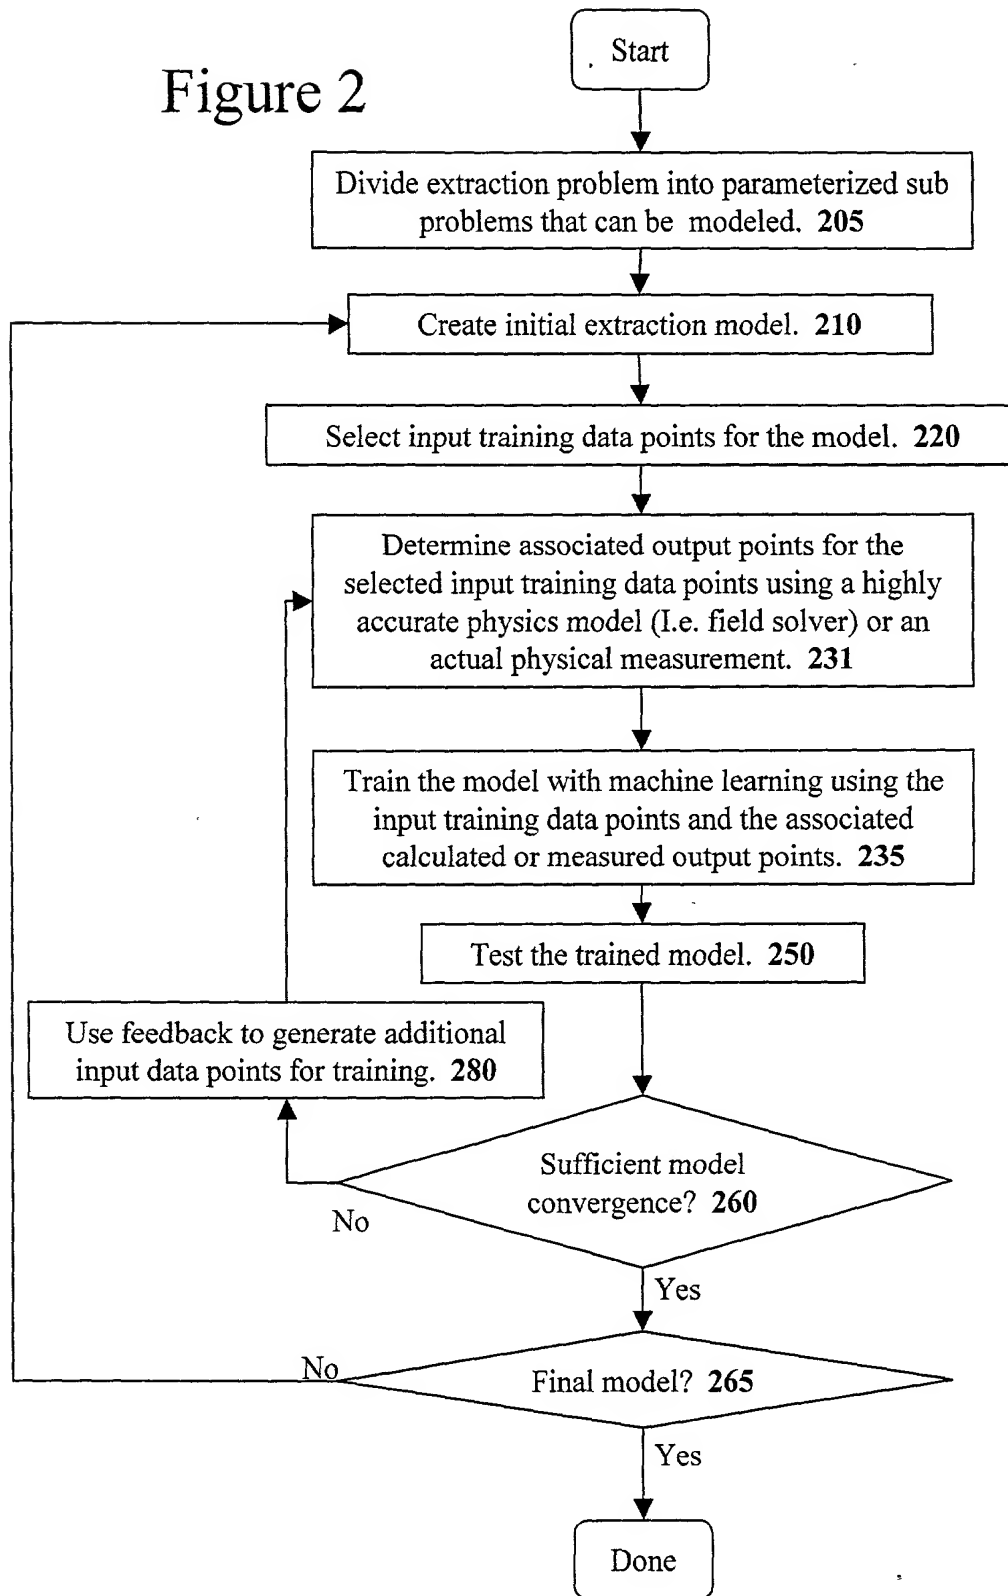 Figure 2
Start
Divide extraction problem into parameterized sub
problems that can be modeled. 205
Create initial extraction model. 210
Select input training data points for the model. 220
Determine associated output points for the
selected input training data points using a highly
accurate physics model (I.e. field solver) or an
actual physical measurement. 231
Train the model with machine learning using the
input training data points and the associated
calculated or measured output points. 235
Test the trained model. 250
Use feedback to generate additional
input data points for training. 280
Sufficient model
convergence? 260
No
Yes
Final model? 265
No
Yes
Done